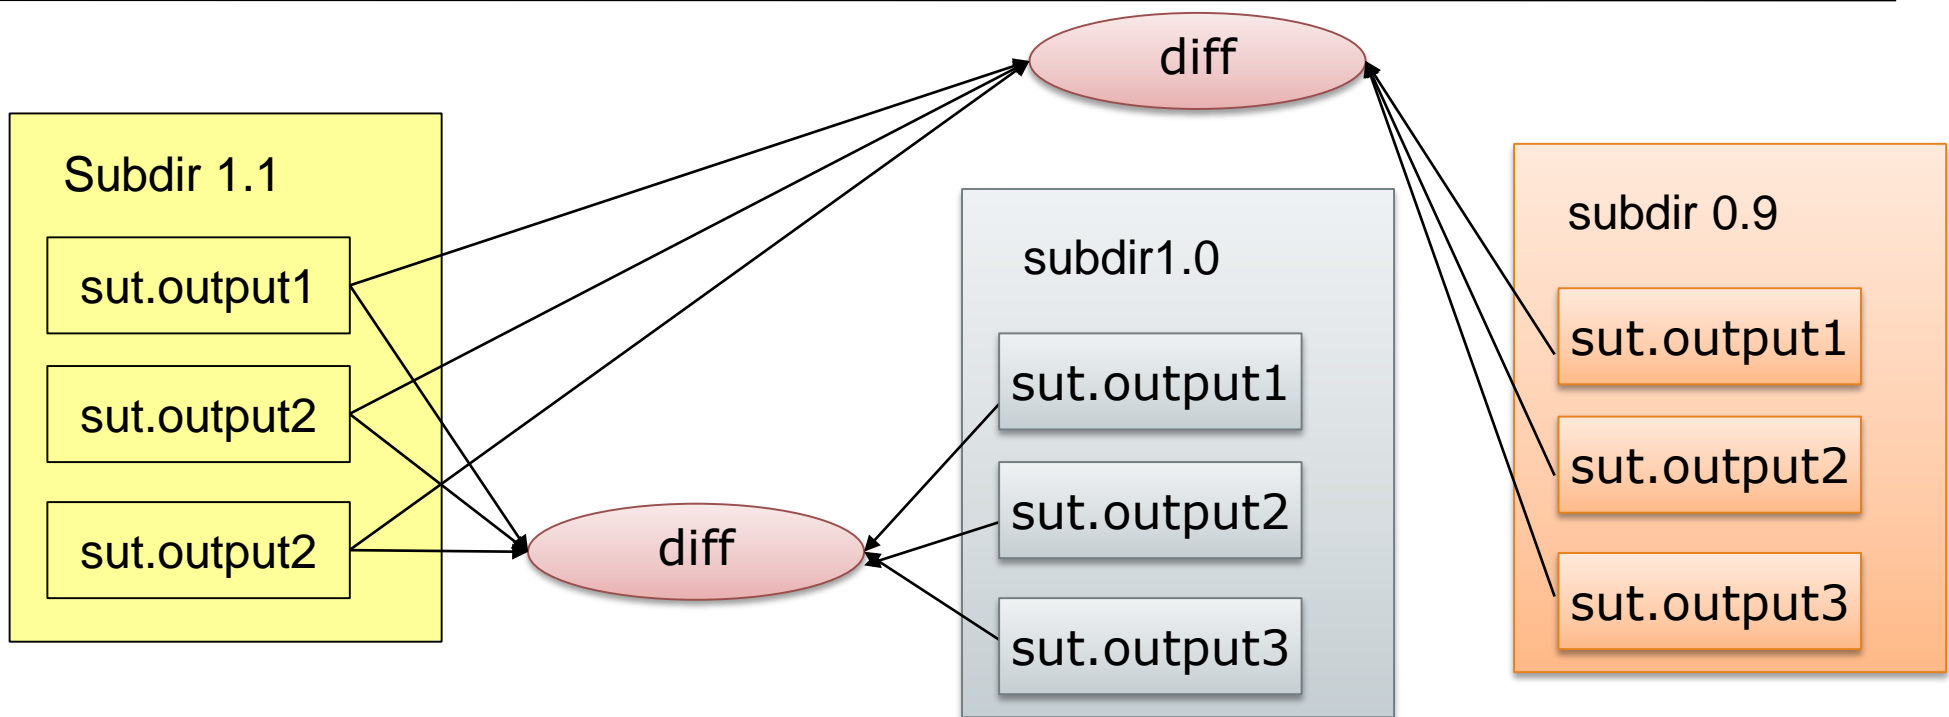 diff
Subdir 1.1
sut.output1
sut.output2
sut.output2
diff
subdir1.0
sut.output1
sut.output2
sut.output3
subdir 0.9
sut.output1
sut.output2
sut.output3